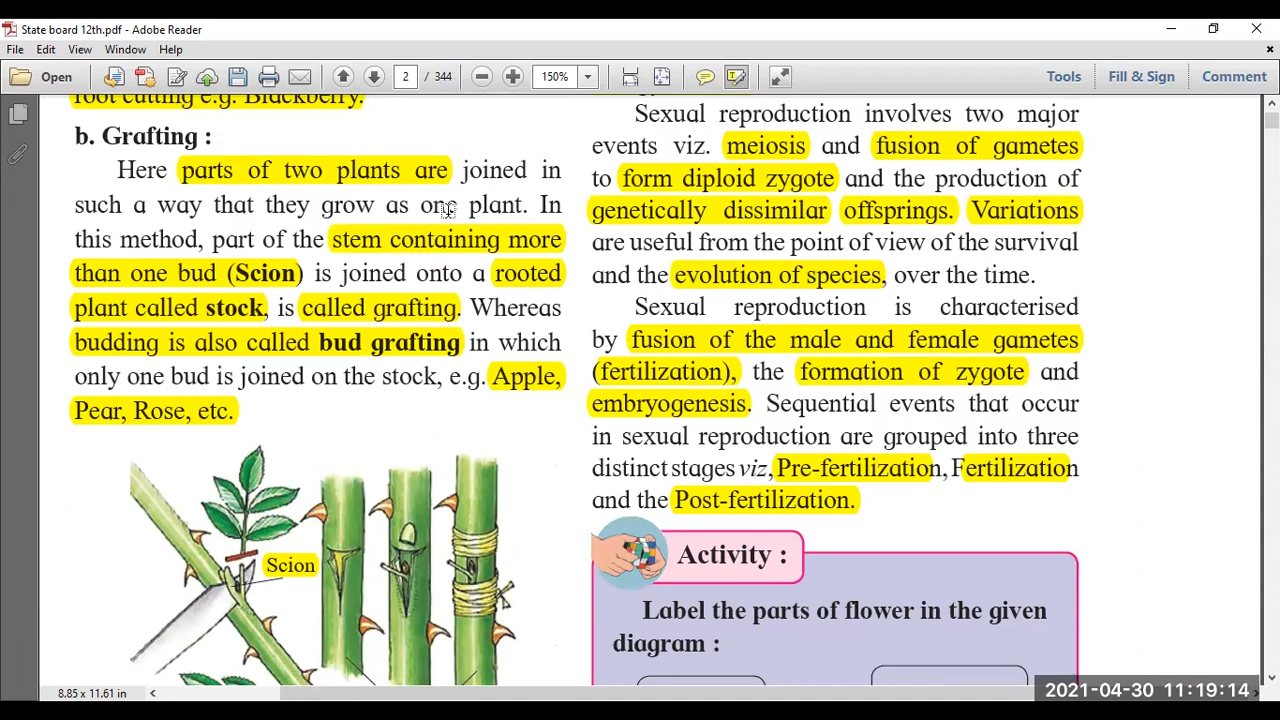 State board 12th.pdf - Adobe Reader
File Edit View Window Help
Open 2 / 344 150% Tools Fill & Sign Comment
root cutting e.g. Blackberry.
b. Grafting :
Here parts of two plants are joined in
such a way that they grow as one plant. In
this method, part of the stem containing more
than one bud (Scion) is joined onto a rooted
plant called stock, is called grafting. Whereas
budding is also called bud grafting in which
only one bud is joined on the stock, e.g. Apple,
Pear, Rose, etc.
Scion
Sexual reproduction involves two major
events viz. meiosis and fusion of gametes
to form diploid zygote and the production of
genetically dissimilar offsprings. Variations
are useful from the point of view of the survival
and the evolution of species, over the time.
Sexual reproduction is characterised
by fusion of the male and female gametes
(fertilization), the formation of zygote and
embryogenesis. Sequential events that occur
in sexual reproduction are grouped into three
distinct stages viz, Pre-fertilization, Fertilization
and the Post-fertilization.
Activity :
Label the parts of flower in the given
diagram :
8.85 x 11.61 in
2021-04-30 11:19:14